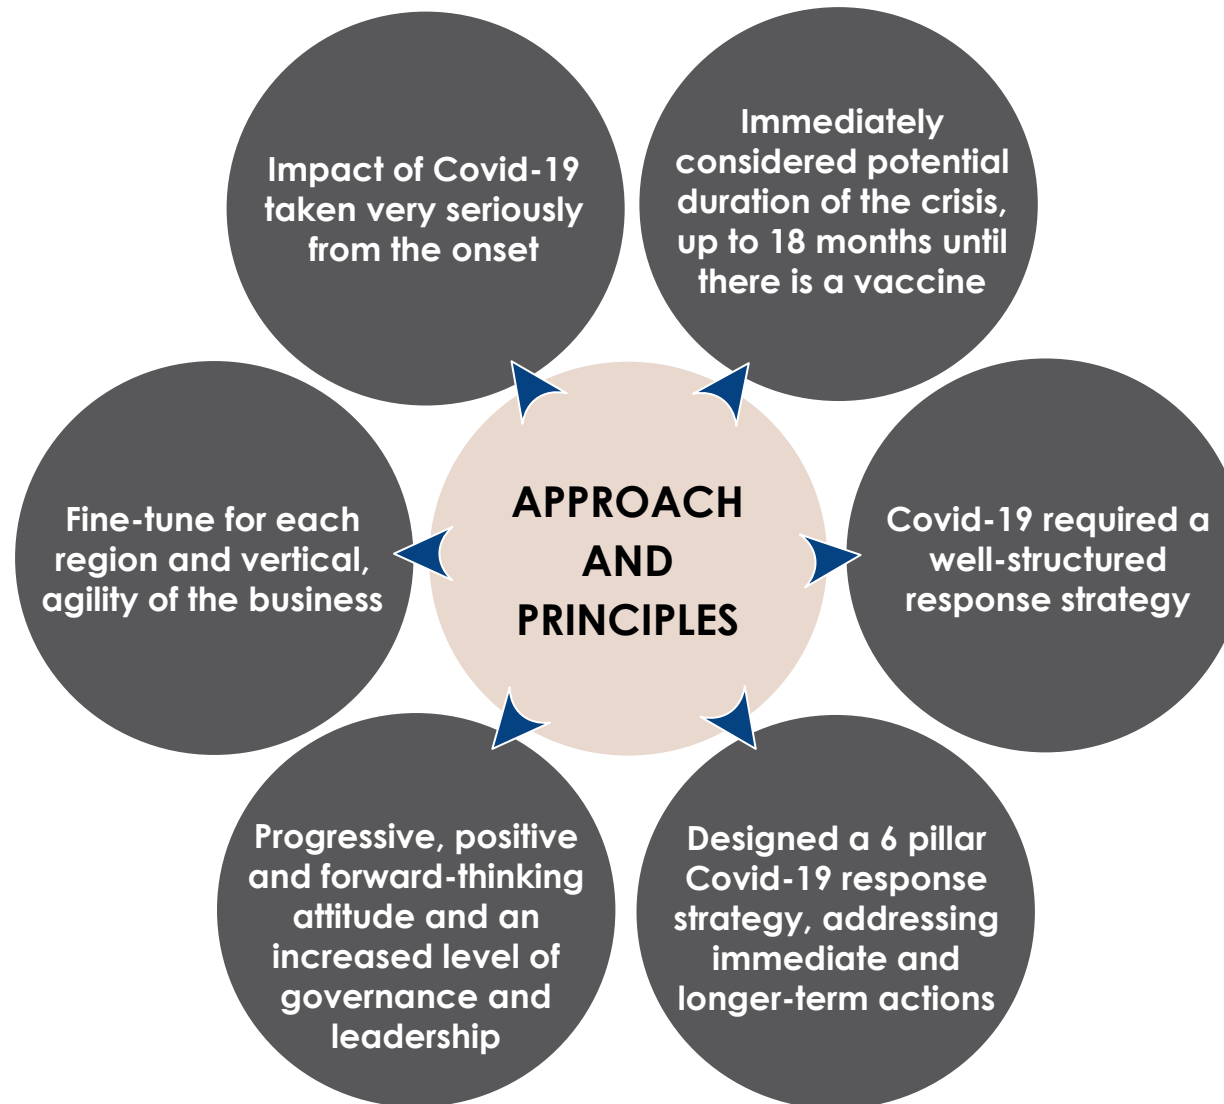 Impact of Covid-19
taken very seriously
from the onset
Immediately
considered potential
duration of the crisis,
up to 18 months until
there is a vaccine
Fine-tune for each
region and vertical,
agility of the business
APPROACH
AND
PRINCIPLES
Covid-19 required a
well-structured
response strategy
Progressive, positive
and forward-thinking
attitude and an
increased level of
governance and
leadership
Designed a 6 pillar
Covid-19 response
strategy, addressing
immediate and
longer-term actions